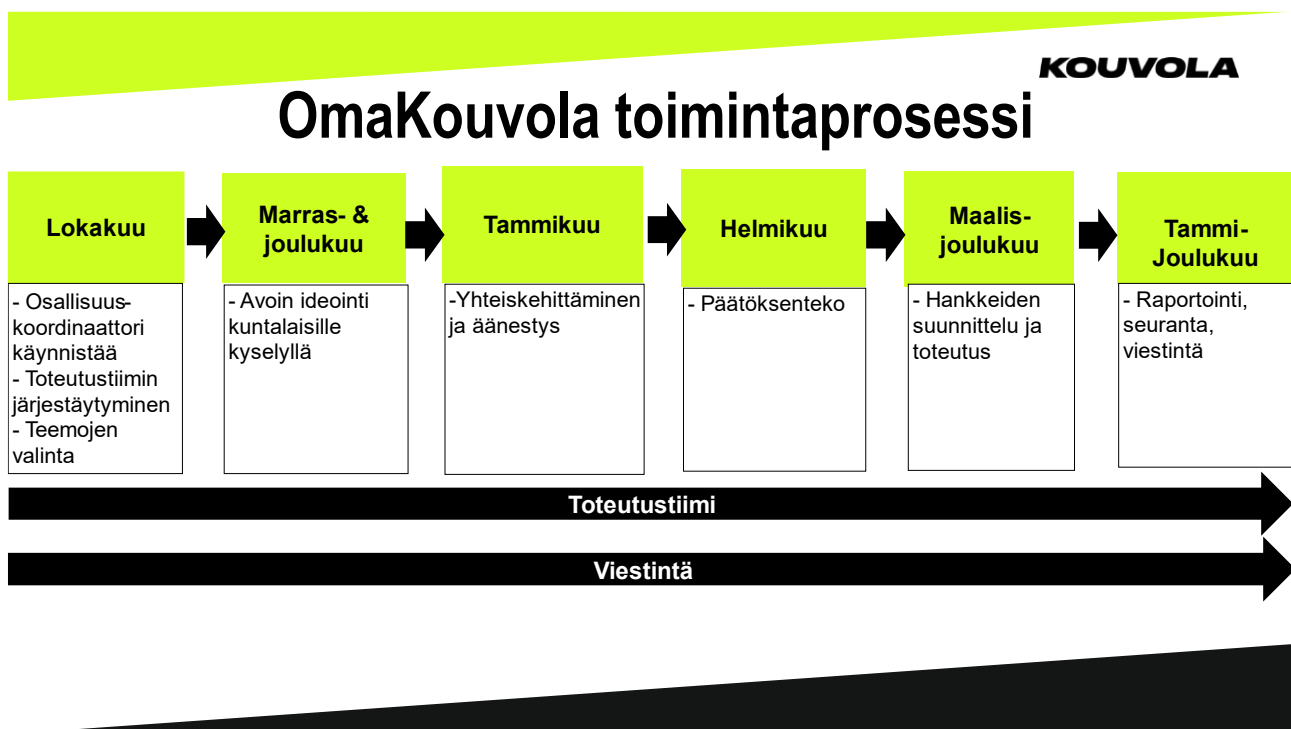 KOUVOLA
OmaKouvola toimintaprosessi
Lokakuu
- Osallisuus-
koordinaattori
käynnistää
- Toteutustiimin
järjestäytyminen
- Teemojen
valinta
Marras- &
joulukuu
- Avoin ideointi
kuntalaisille
kyselyllä
Tammikuu
-Yhteiskehittäminen
ja äänestys
Helmikuu
- Päätöksenteko
Maalis-
joulukuu
- Hankkeiden
suunnittelu ja
toteutus
Tammi-
Joulukuu
- Raportointi,
seuranta,
viestintä
Toteutustiimi
Viestintä